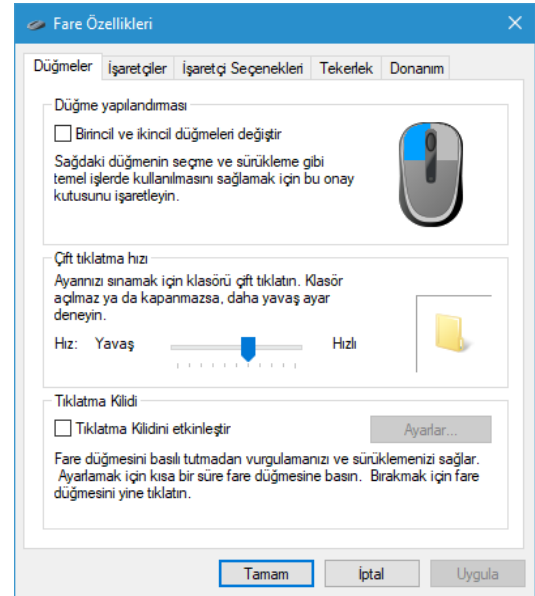 Fare Özellikleri
Düğmeler İşaretçiler İşaretçi Seçenekleri Tekerlek Donanım
Düğme yapılandırması
Birincil ve ikincil düğmeleri değiştir
Sağdaki düğmenin seçme ve sürükleme gibi
temel işlerde kullanılmasını sağlamak için bu onay
kutusunu işaretleyin.
Çift tıklatma hızı
Ayarınızı sınamak için klasörü çift tıklatın. Klasör
açılmaz ya da kapanmazsa, daha yavaş ayar
deneyin.
Hız: Yavaş Hızlı
Tıklatma Kilidi
Tıklatma Kilidini etkinleştir Ayarlar...
Fare düğmesini basılı tutmadan vurgulamanızı ve sürüklemenizi sağlar.
Ayarlamak için kısa bir süre fare düğmesine basın. Bırakmak için fare
düğmesini yine tıklatın.
Tamam İptal Uygula